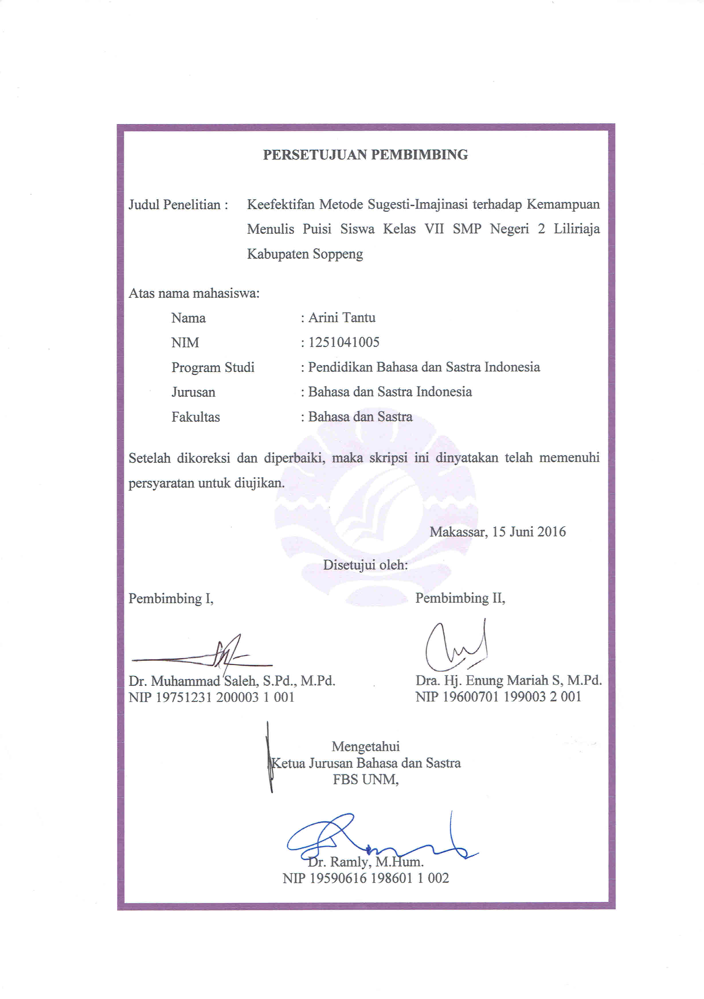 PERSETUJUAN PEMBIMBING
Judul Penelitian : Keefektifan Metode Sugesti-Imajinasi terhadap Kemampuan
Menulis Puisi Siswa Kelas VII SMP Negeri 2 Liliriaja
Kabupaten Soppeng
Atas nama mahasiswa:
Nama : Arini Tantu
NIM : 1251041005
Program Studi : Pendidikan Bahasa dan Sastra Indonesia
Jurusan : Bahasa dan Sastra Indonesia
Fakultas : Bahasa dan Sastra
Setelah dikoreksi dan diperbaiki, maka skripsi ini dinyatakan telah memenuhi
persyaratan untuk diujikan.
Makassar, 15 Juni 2016
Disetujui oleh:
Pembimbing I, Pembimbing II,
Dr. Muhammad Saleh, S.Pd., M.Pd. Dra. Hj. Enung Mariah S, M.Pd.
NIP 19751231 200003 1 001 NIP 19600701 199003 2 001
Mengetahui
Ketua Jurusan Bahasa dan Sastra
FBS UNM,
Dr. Ramly, M.Hum.
NIP 19590616 198601 1 002